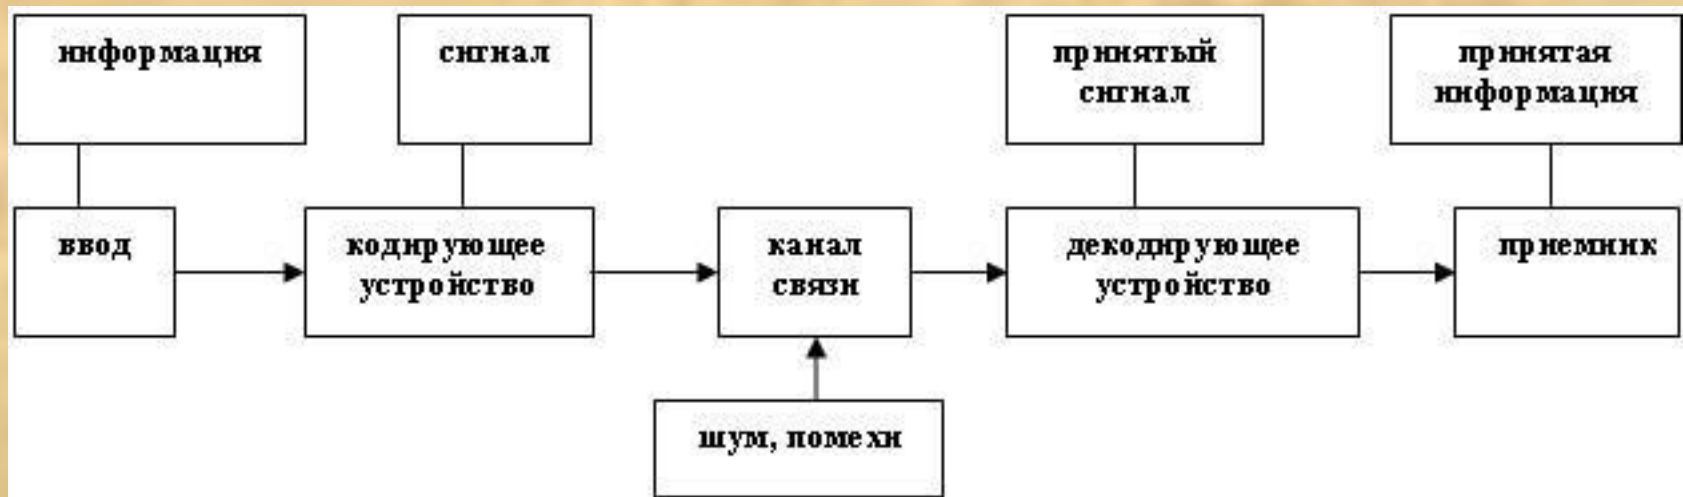 информация
сигнал
принятый
сигнал
принятая
информация
ввод
кодирующее
устройство
канал
связи
декодирующее
устройство
приемник
шум, помехи